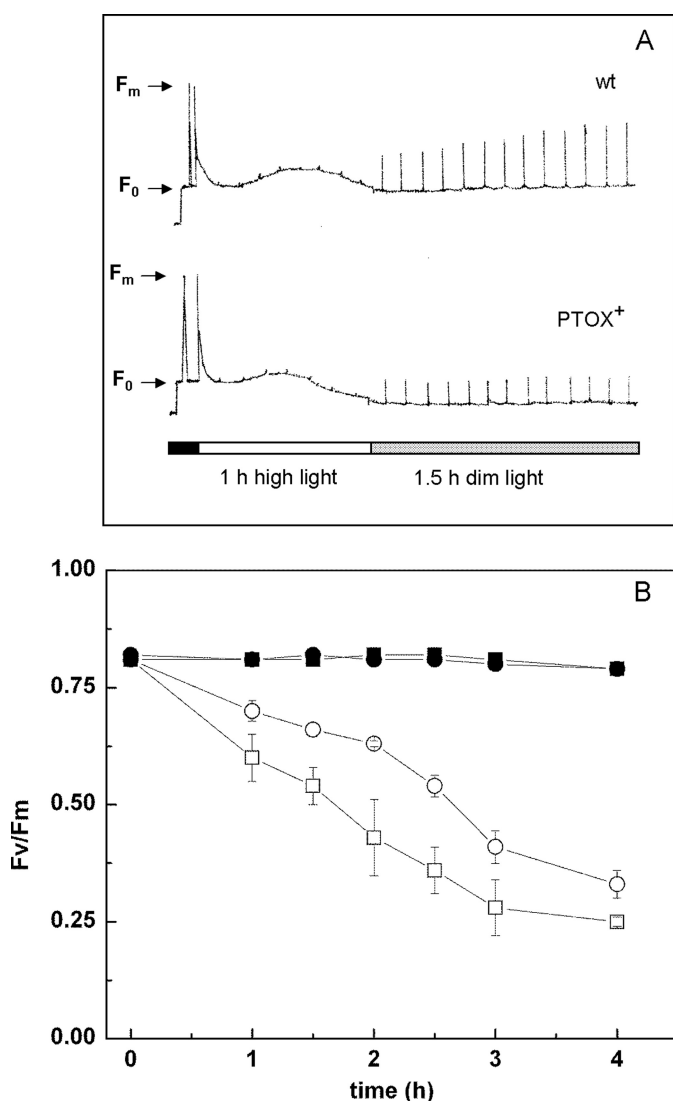 A
Fm
wt
F0
Fm
PTOX+
F0
1 h high light
1.5 h dim light
B
1.00
0.75
0.50
0.25
0.00
Fv/Fm
0 1 2 3 4
time (h)